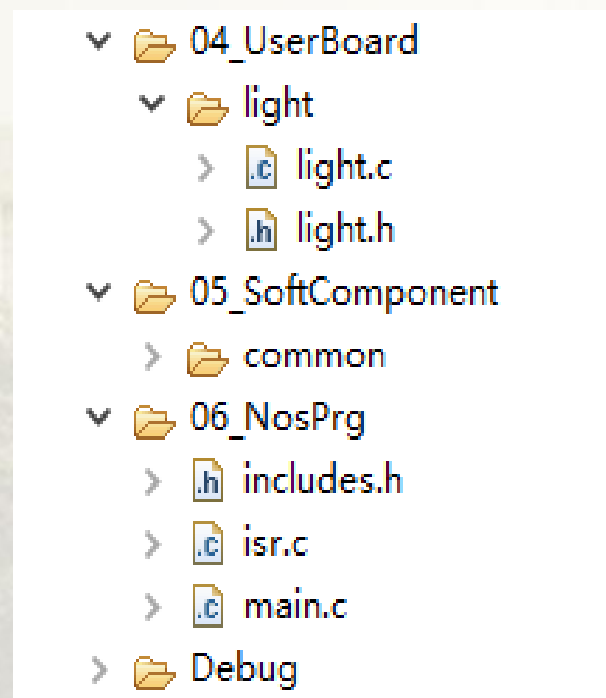 04_UserBoard
light
.c light.c
.h light.h
05_SoftComponent
common
06_NosPrg
.h includes.h
.c isr.c
.c main.c
Debug